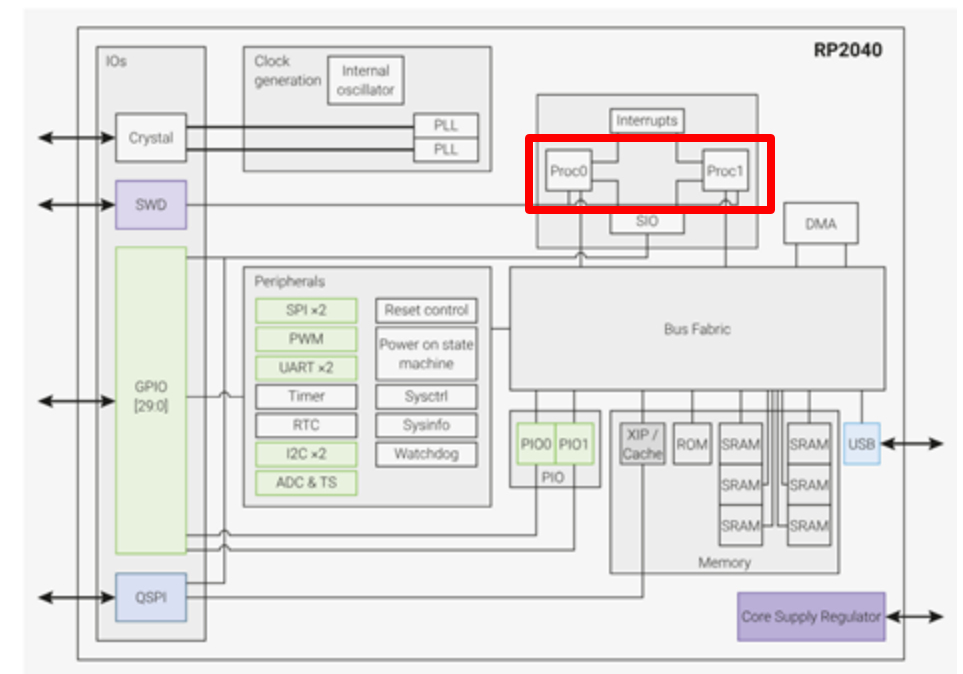 RP2040
IOs
Clock
generation
Internal
oscillator
Crystal
PLL
PLL
Interrupts
Proc0
Proc1
SWD
SIO
DMA
Peripherals
SPI ×2
Reset control
PWM
Power on state
machine
UART ×2
Timer
Sysctrl
RTC
Sysinfo
I2C ×2
Watchdog
ADC & TS
GPIO
[29:0]
Bus Fabric
PIO0
PIO1
PIO
XIP /
Cache
ROM
SRAM
SRAM
USB
SRAM
SRAM
SRAM
SRAM
Memory
QSPI
Core Supply Regulator